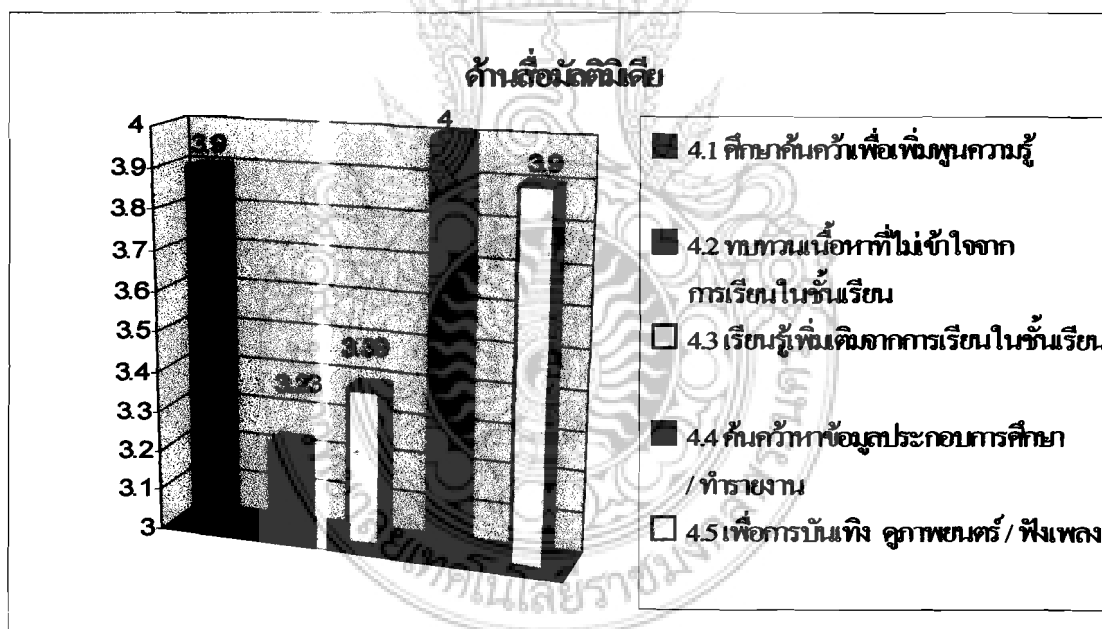 ด้านสื่อมัลติมีเดีย
4
3.9
3.8
3.7
3.6
3.5
3.4
3.3
3.2
3.1
3
3.9
3.23
3.39
4
3.9
4.1 ศึกษาค้นคว้าเพื่อเพิ่มพูนความรู้
4.2 ทบทวนเนื้อหาที่ไม่เข้าใจจาก
การเรียนในชั้นเรียน
4.3 เรียนรู้เพิ่มเติมจากการเรียนในชั้นเรียน
4.4 ค้นคว้าหาข้อมูลประกอบการศึกษา
/ ทำรายงาน
4.5 เพื่อการบันเทิง ดูภาพยนตร์ / ฟังเพลง